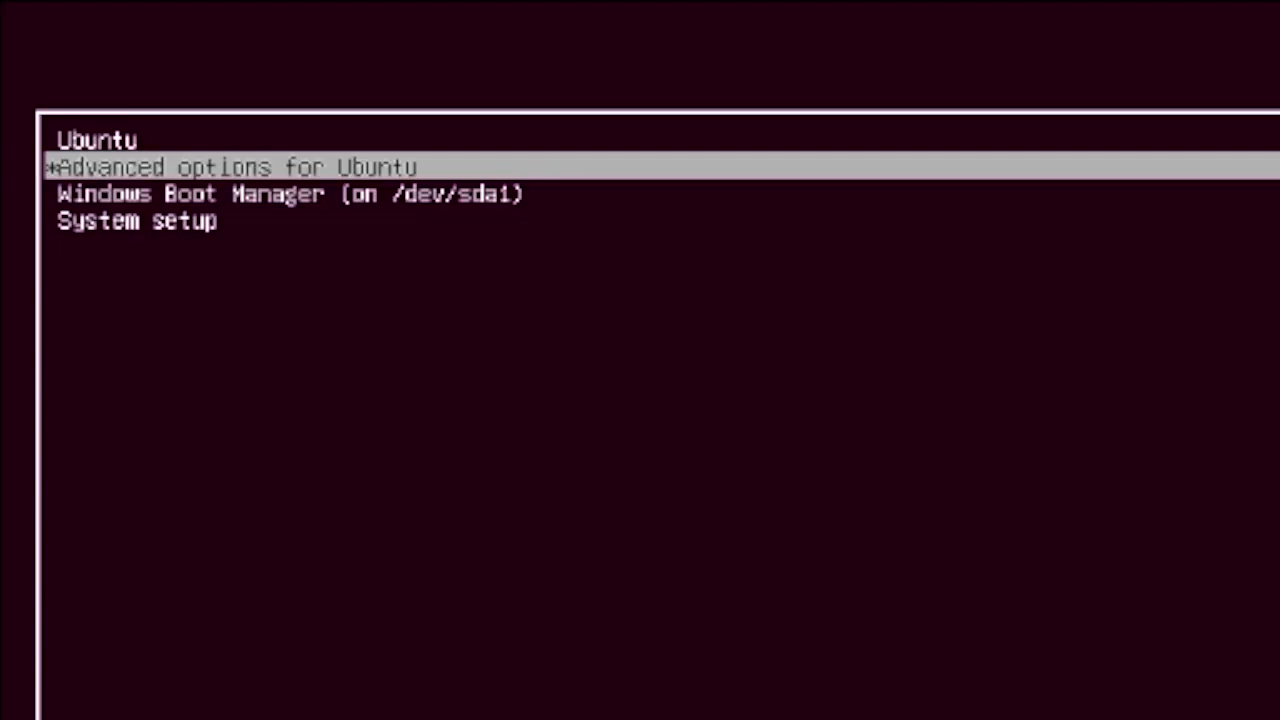 Ubuntu
*Advanced options for Ubuntu
Windows Boot Manager (on /dev/sda1)
System setup